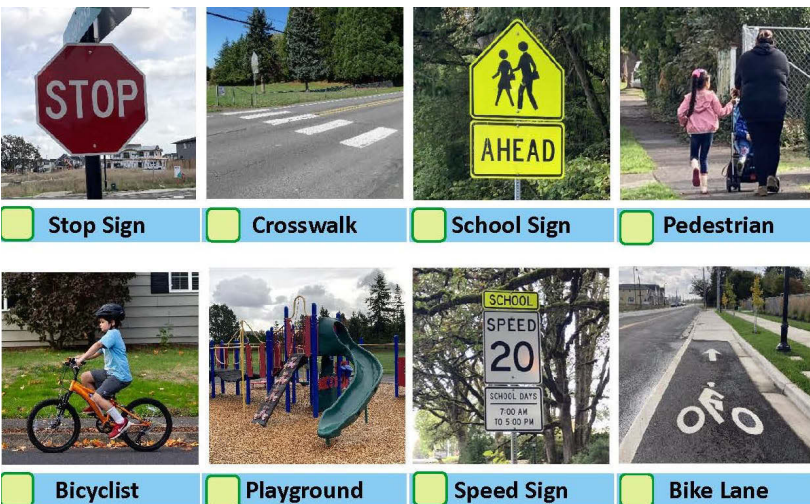 STOP
AHEAD
Stop Sign
Crosswalk
School Sign
Pedestrian
SCHOOL
SPEED
20
SCHOOL DAYS
7:00 AM
TO 5:00 PM
Bicyclist
Playground
Speed Sign
Bike Lane